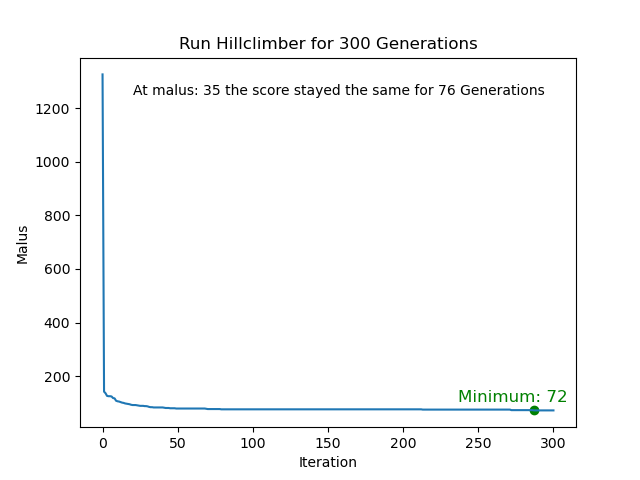 Run Hillclimber for 300 Generations
At malus: 35 the score stayed the same for 76 Generations
1200
1000
800
600
400
200
Malus
Minimum: 72
0 50 100 150 200 250 300
Iteration